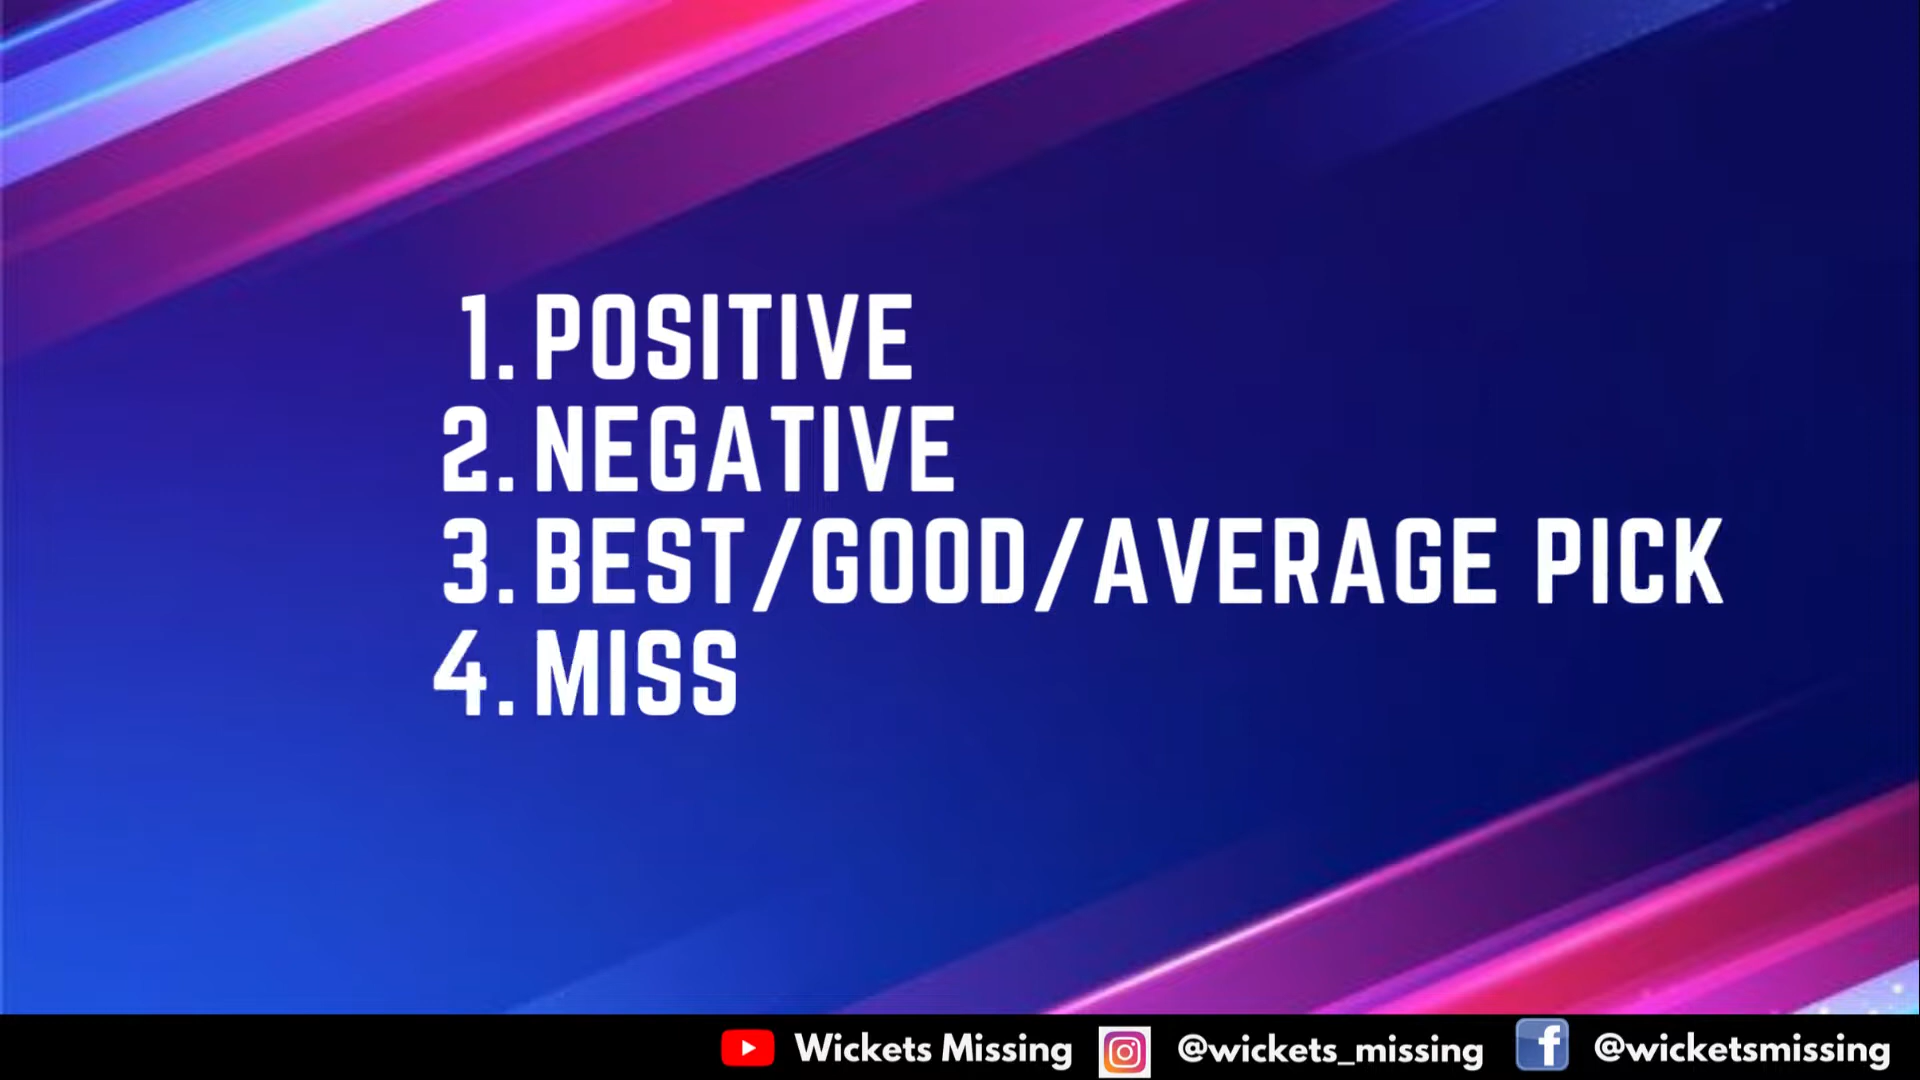 1. POSITIVE
2. NEGATIVE
3. BEST/GOOD/AVERAGE PICK
4. MISS
Wickets Missing @wickets_missing @wicketsmissing